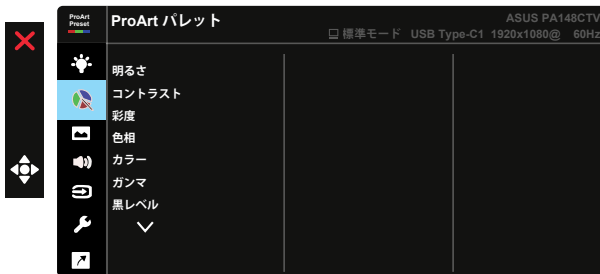 ProArt
Preset
ProArt パレット
ASUS PA148CTV
標準モード USB Type-C1 1920x1080@ 60Hz
明るさ
コントラスト
彩度
色相
カラー
ガンマ
黒レベル